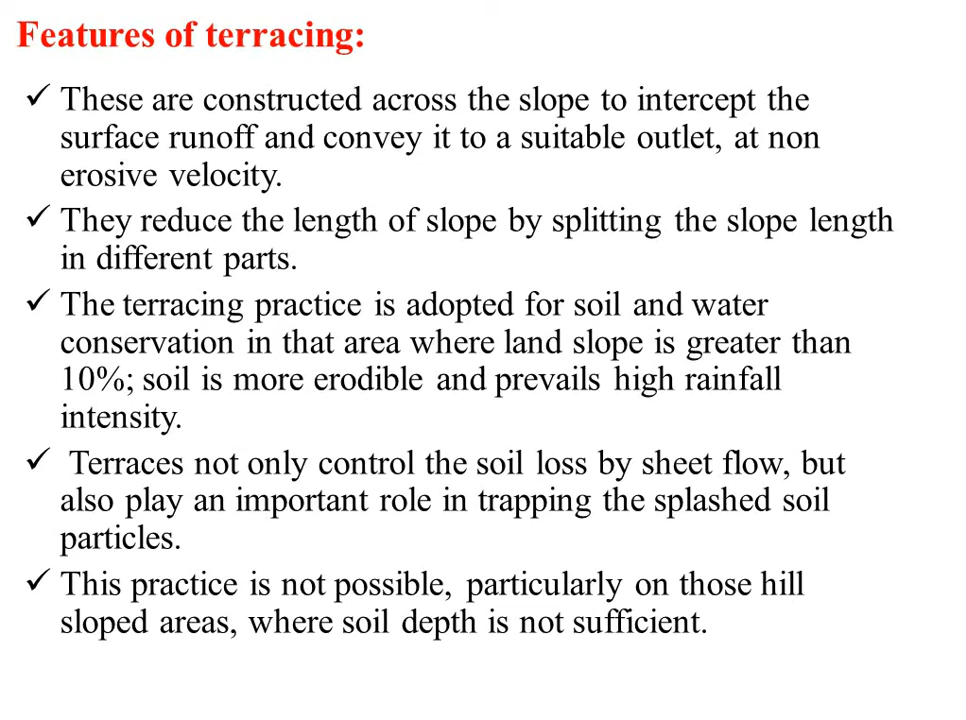 Features of terracing:
✓ These are constructed across the slope to intercept the
surface runoff and convey it to a suitable outlet, at non
erosive velocity.
✓ They reduce the length of slope by splitting the slope length
in different parts.
✓ The terracing practice is adopted for soil and water
conservation in that area where land slope is greater than
10%; soil is more erodible and prevails high rainfall
intensity.
✓ Terraces not only control the soil loss by sheet flow, but
also play an important role in trapping the splashed soil
particles.
✓ This practice is not possible, particularly on those hill
sloped areas, where soil depth is not sufficient.